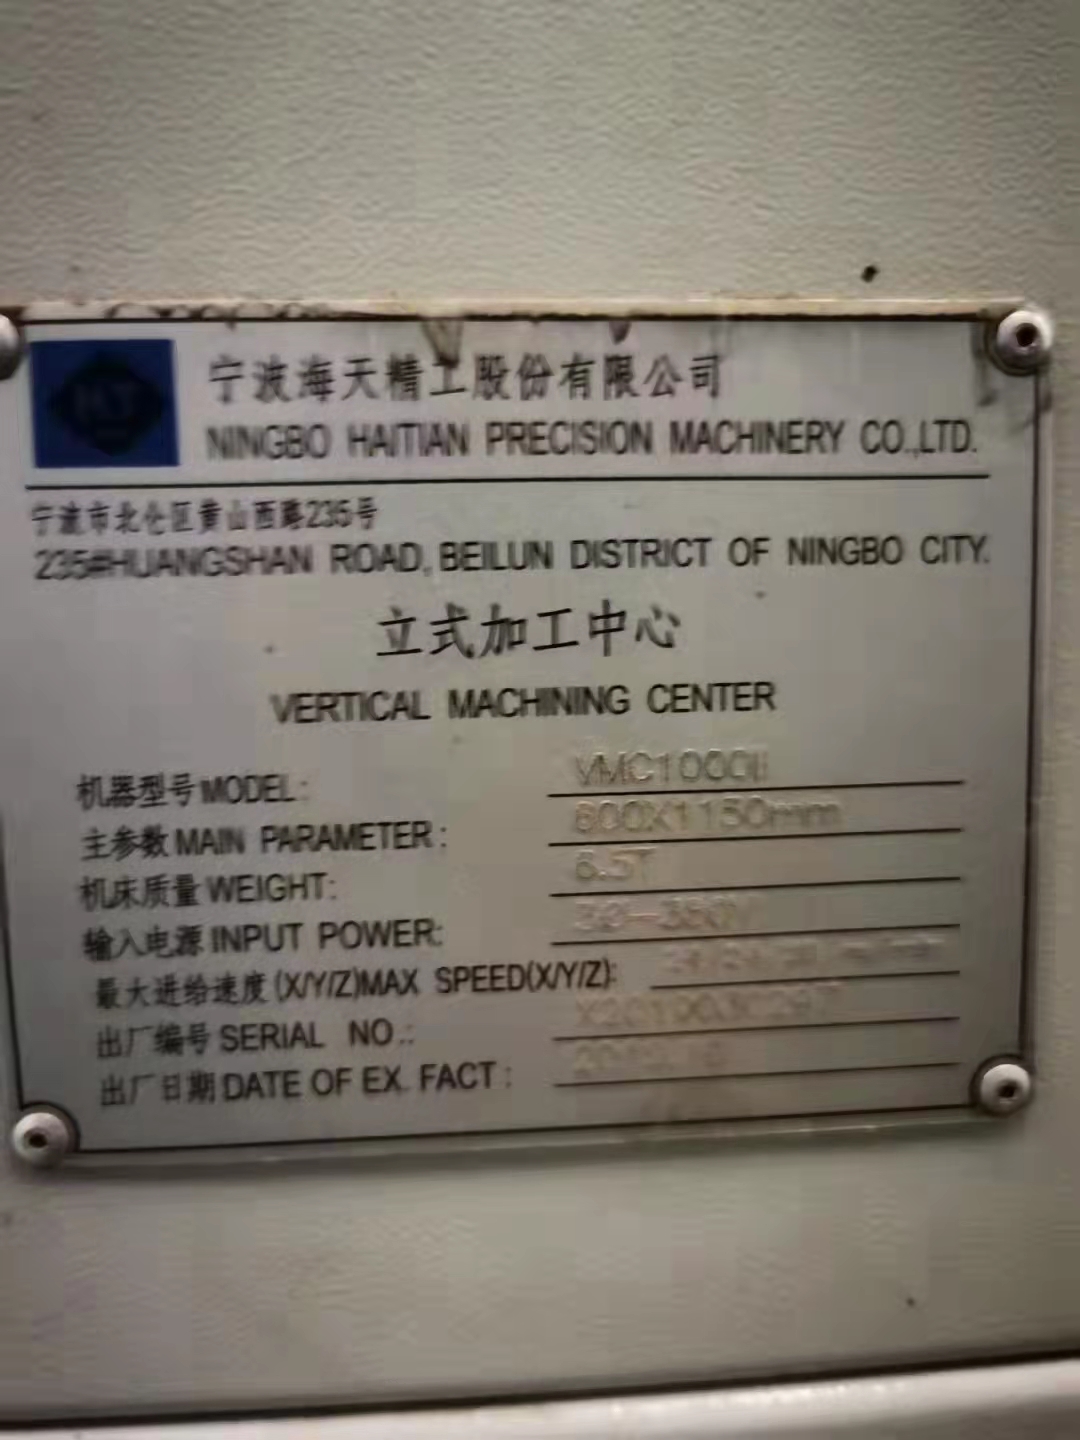 宁波海天精工股份有限公司
NINGBO HAITIAN PRECISION MACHINERY CO.,LTD.
宁波市北仑区黄山西路235号
235#HUANGSHAN ROAD, BEILUN DISTRICT OF NINGBO CITY.
立式加工中心
VERTICAL MACHINING CENTER
机器型号 MODEL: VMC1000II
主参数 MAIN PARAMETER: 600X1150mm
机床质量 WEIGHT: 6.5T
输入电源 INPUT POWER: 3Ø-380V
最大进给速度(X/Y/Z)MAX SPEED(X/Y/Z):
出厂编号 SERIAL NO.:
出厂日期 DATE OF EX. FACT: